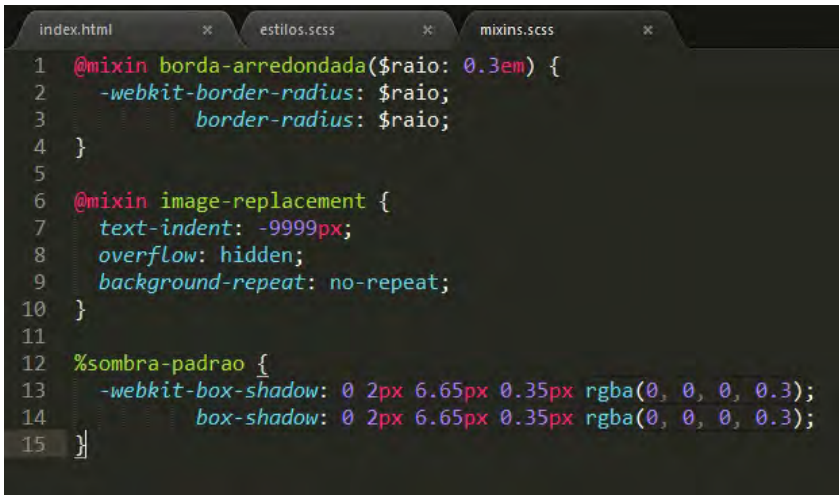 index.html × estilos.scss × mixins.scss ×
1 @mixin borda-arredondada($raio: 0.3em) {
2 -webkit-border-radius: $raio;
3 border-radius: $raio;
4 }
5
6 @mixin image-replacement {
7 text-indent: -9999px;
8 overflow: hidden;
9 background-repeat: no-repeat;
10 }
11
12 %sombra-padrao {
13 -webkit-box-shadow: 0 2px 6.65px 0.35px rgba(0, 0, 0, 0.3);
14 box-shadow: 0 2px 6.65px 0.35px rgba(0, 0, 0, 0.3);
15 }